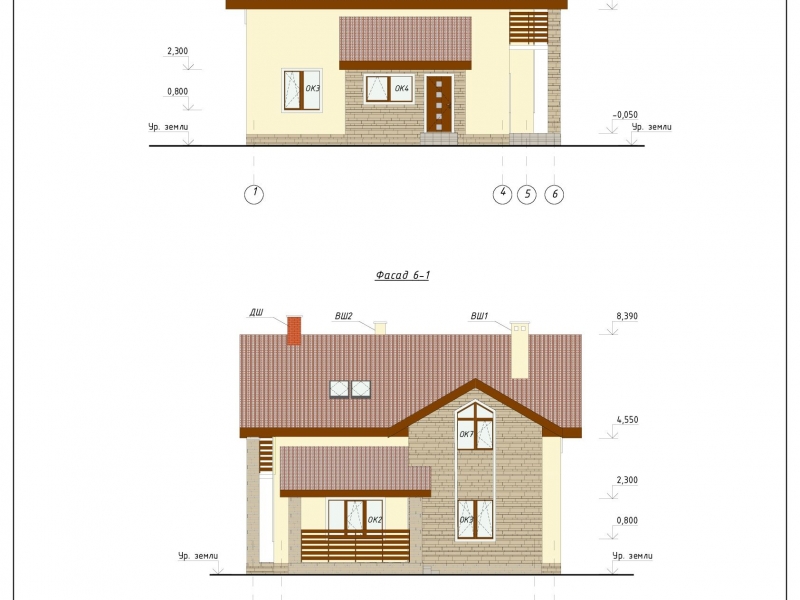 2,300
ОК3
ОК4
0,800
-0,050
Ур. земли
Ур. земли
1
4
5
6
Фасад 6-1
ДШ
ВШ2
ВШ1
8,390
4,550
ОК7
2,300
ОК2
ОК3
0,800
Ур. земли
Ур. земли